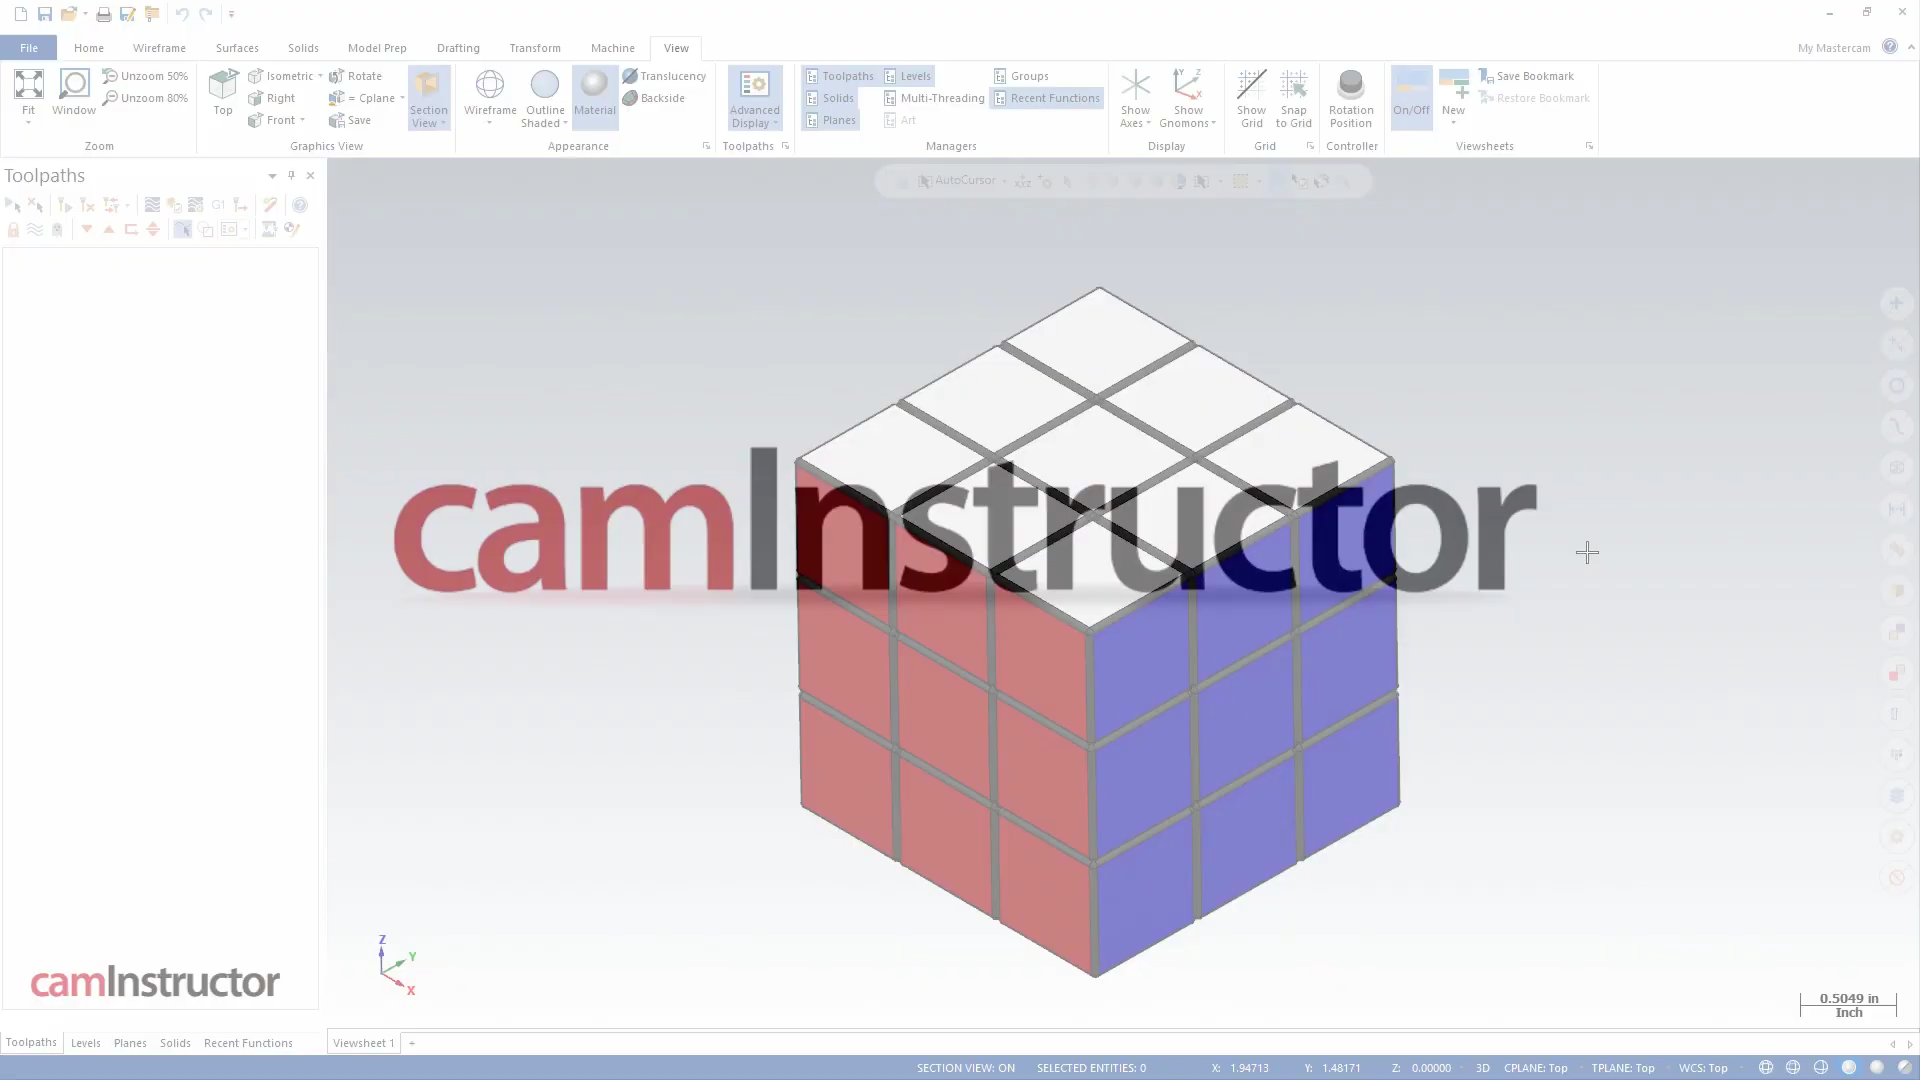 File Home Wireframe Surfaces Solids Model Prep Drafting Transform Machine View My Mastercam
Unzoom 50% Isometric Rotate Translucency Toolpaths Levels Groups Save Bookmark
Unzoom 80% Right = Cplane Backside Solids Multi-Threading Recent Functions Restore Bookmark
Fit Window Top Section View Wireframe Outline Shaded Material Advanced Display Show Axes Show Gnomons Show Grid Snap to Grid Rotation Position On/Off New
Front Save Planes Art
Zoom Graphics View Appearance Toolpaths Managers Display Grid Controller Viewsheets
Toolpaths
AutoCursor
G1
camInstructor
Z
Y
X
camInstructor
0.5049 in
Inch
Toolpaths Levels Planes Solids Recent Functions Viewsheet 1 +
SECTION VIEW: ON SELECTED ENTITIES: 0 X: 1.94713 Y: 1.48171 Z: 0.00000 3D CPLANE: Top TPLANE: Top WCS: Top